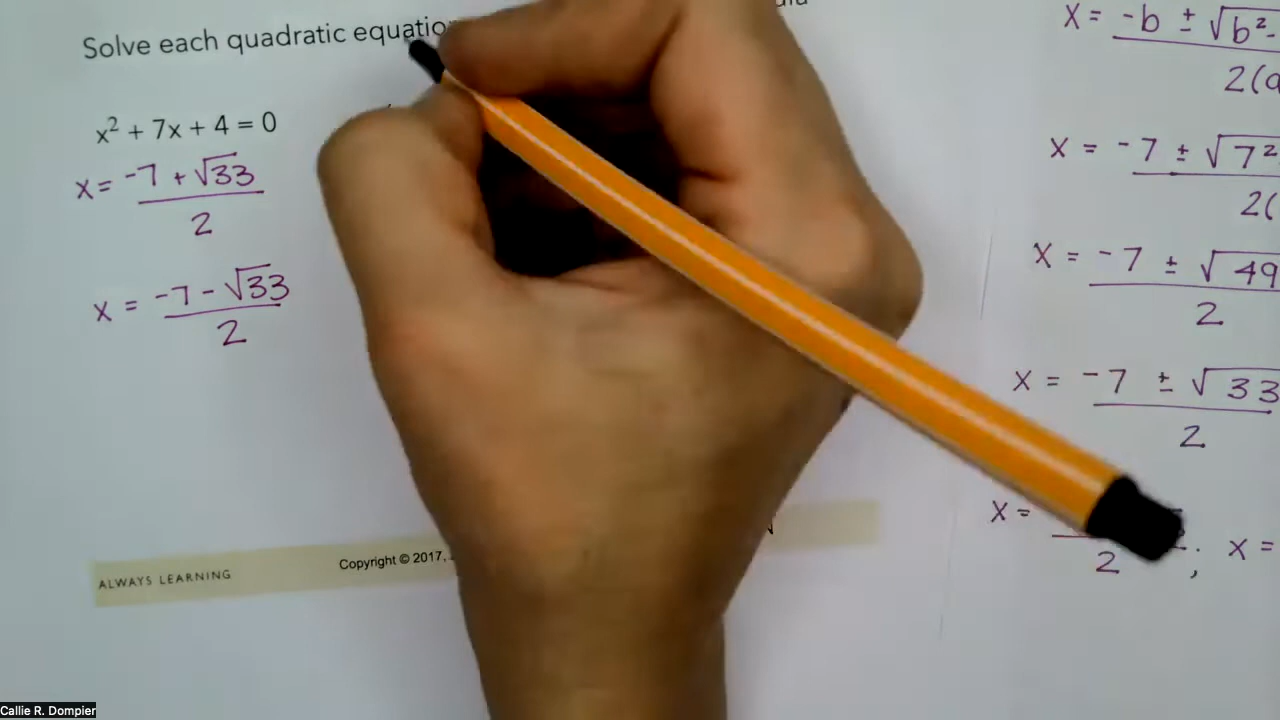 Solve each quadratic equatio
x² + 7x + 4 = 0
x = -7 + √33
2
x = -7 - √33
2
x = -b ± √b² -
2(a
x = -7 ± √7²
2(
x = -7 ± √49
2
x = -7 ± √33
2
x =
2
; x =
ALWAYS LEARNING
Copyright © 2017,
Callie R. Dompier